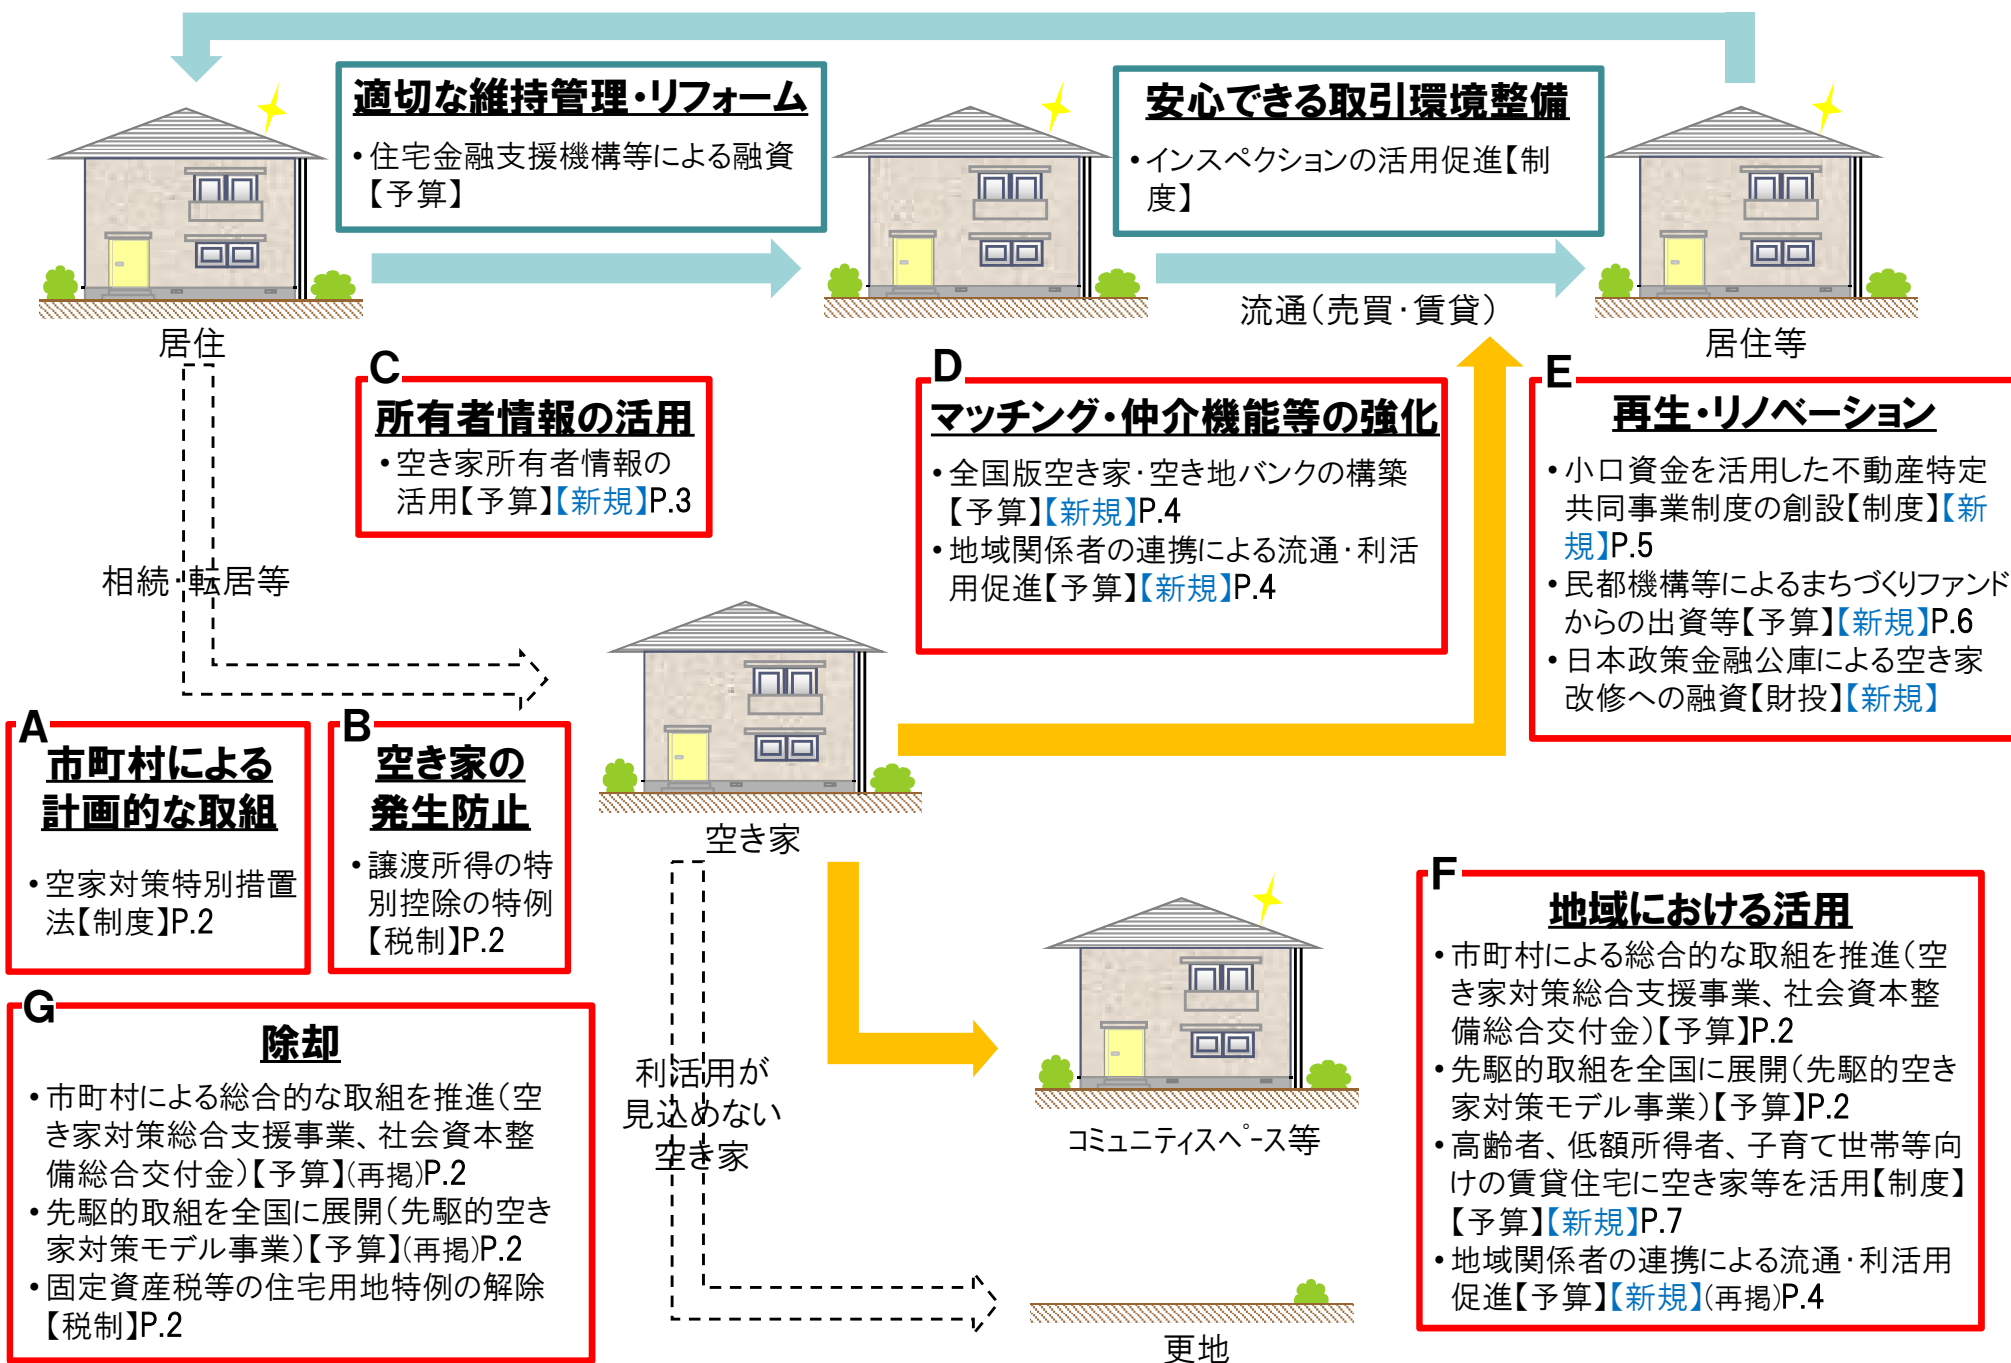 適切な維持管理・リフォーム
•住宅金融支援機構等による融資
【予算】
安心できる取引環境整備
•インスペクションの活用促進【制
度】
流通(売買・賃貸)
居住
居住等
C
所有者情報の活用
•空き家所有者情報の
活用【予算】【新規】P.3
D
マッチング・仲介機能等の強化
•全国版空き家・空き地バンクの構築
【予算】【新規】P.4
•地域関係者の連携による流通・利活
用促進【予算】【新規】P.4
E
再生・リノベーション
•小口資金を活用した不動産特定
共同事業制度の創設【制度】【新
規】P.5
•民都機構等によるまちづくりファンド
からの出資等【予算】【新規】P.6
•日本政策金融公庫による空き家
改修への融資【財投】【新規】
相続・転居等
A
市町村による
計画的な取組
•空家対策特別措置
法【制度】P.2
B
空き家の
発生防止
•譲渡所得の特
別控除の特例
【税制】P.2
空き家
G
除却
•市町村による総合的な取組を推進(空
き家対策総合支援事業、社会資本整
備総合交付金)【予算】(再掲)P.2
•先駆的取組を全国に展開(先駆的空き
家対策モデル事業)【予算】(再掲)P.2
•固定資産税等の住宅用地特例の解除
【税制】P.2
利活用が
見込めない
空き家
コミュニティスペース等
更地
F
地域における活用
•市町村による総合的な取組を推進(空
き家対策総合支援事業、社会資本整
備総合交付金)【予算】P.2
•先駆的取組を全国に展開(先駆的空き
家対策モデル事業)【予算】P.2
•高齢者、低額所得者、子育て世帯等向
けの賃貸住宅に空き家等を活用【制度】
【予算】【新規】P.7
•地域関係者の連携による流通・利活用
促進【予算】【新規】(再掲)P.4